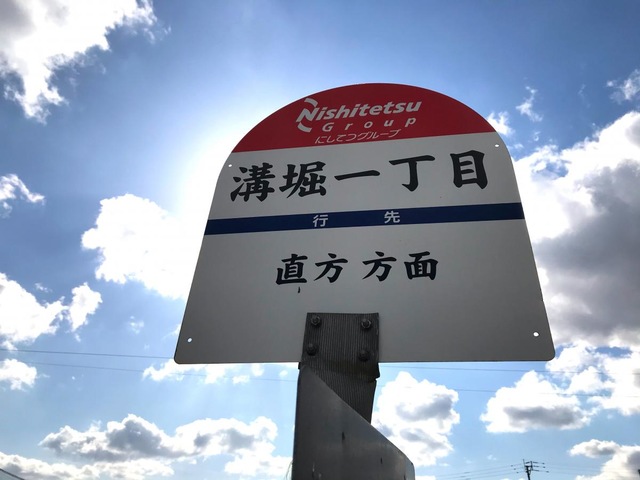 Nishitetsu
Group
にしてつグループ
溝堀一丁目
行先
直方方面